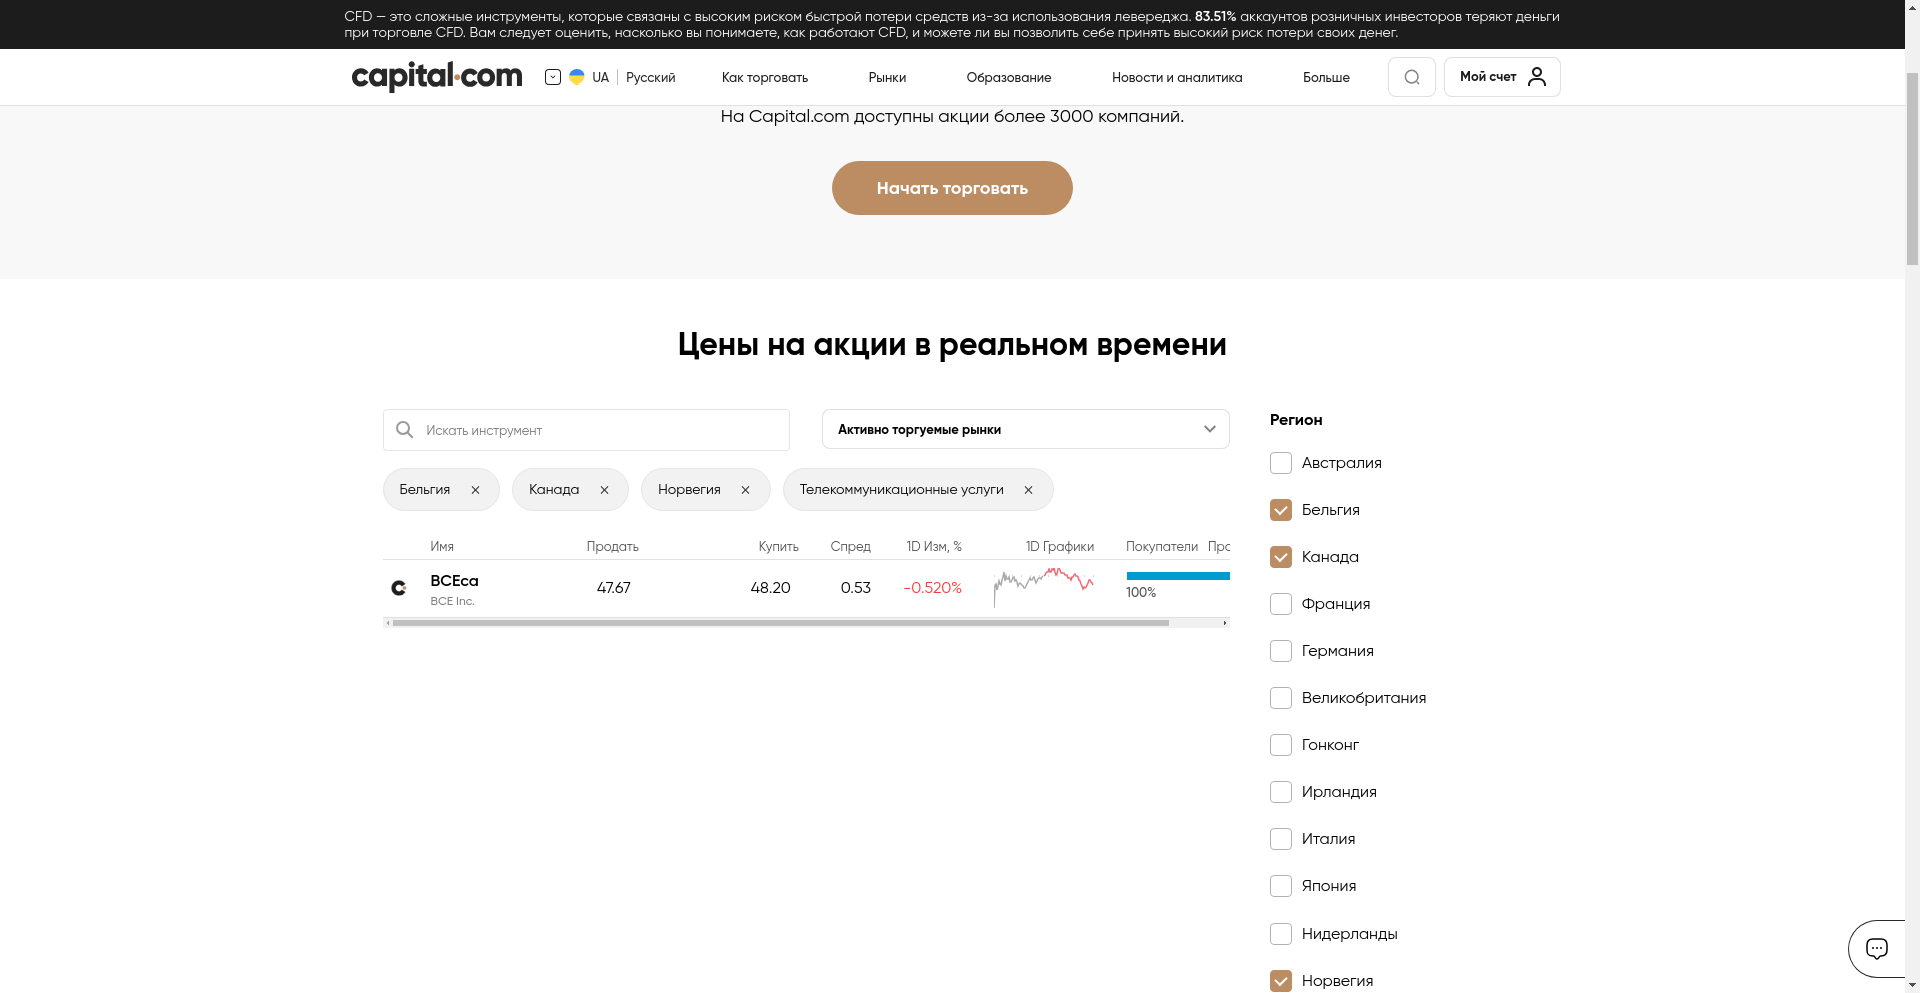 CFD – это сложные инструменты, которые связаны с высоким риском быстрой потери средств из-за использования левереджа. 83.51% аккаунтов розничных инвесторов теряют деньги
при торговле CFD. Вам следует оценить, насколько вы понимаете, как работают CFD, и можете ли вы позволить себе принять высокий риск потери своих денег.
capital.com UA Русский Как торговать Рынки Образование Новости и аналитика Больше Мой счет
На Capital.com доступны акции более 3000 компаний.
Начать торговать
Цены на акции в реальном времени
Искать инструмент
Активно торгуемые рынки
Бельгия × Канада × Норвегия × Телекоммуникационные услуги ×
Имя Продать Купить Спред 1D Изм, % 1D Графики Покупатели Прс
BCEca 47.67 48.20 0.53 -0.520%
BCE Inc. 100%
Регион
Австралия
Бельгия
Канада
Франция
Германия
Великобритания
Гонконг
Ирландия
Италия
Япония
Нидерланды
Норвегия